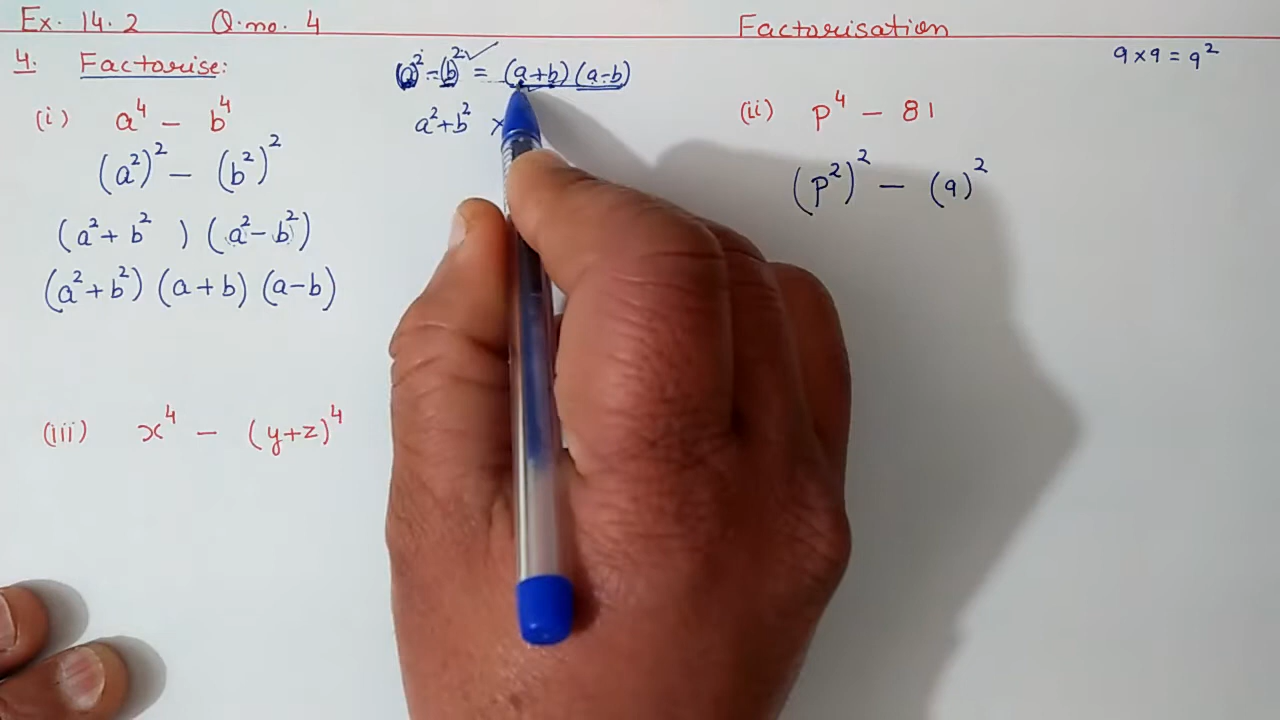 Ex. 14.2 Q.no. 4 Factorisation
4. Factorise:
a² - b² = (a+b) (a-b)
a² + b² ×
9 × 9 = 9²
(i) a⁴ - b⁴
(a²)² - (b²)²
(a² + b² ) (a² - b²)
(a² + b²) (a + b) (a - b)
(ii) p⁴ - 81
(p²)² - (9)²
(iii) x⁴ - (y+z)⁴